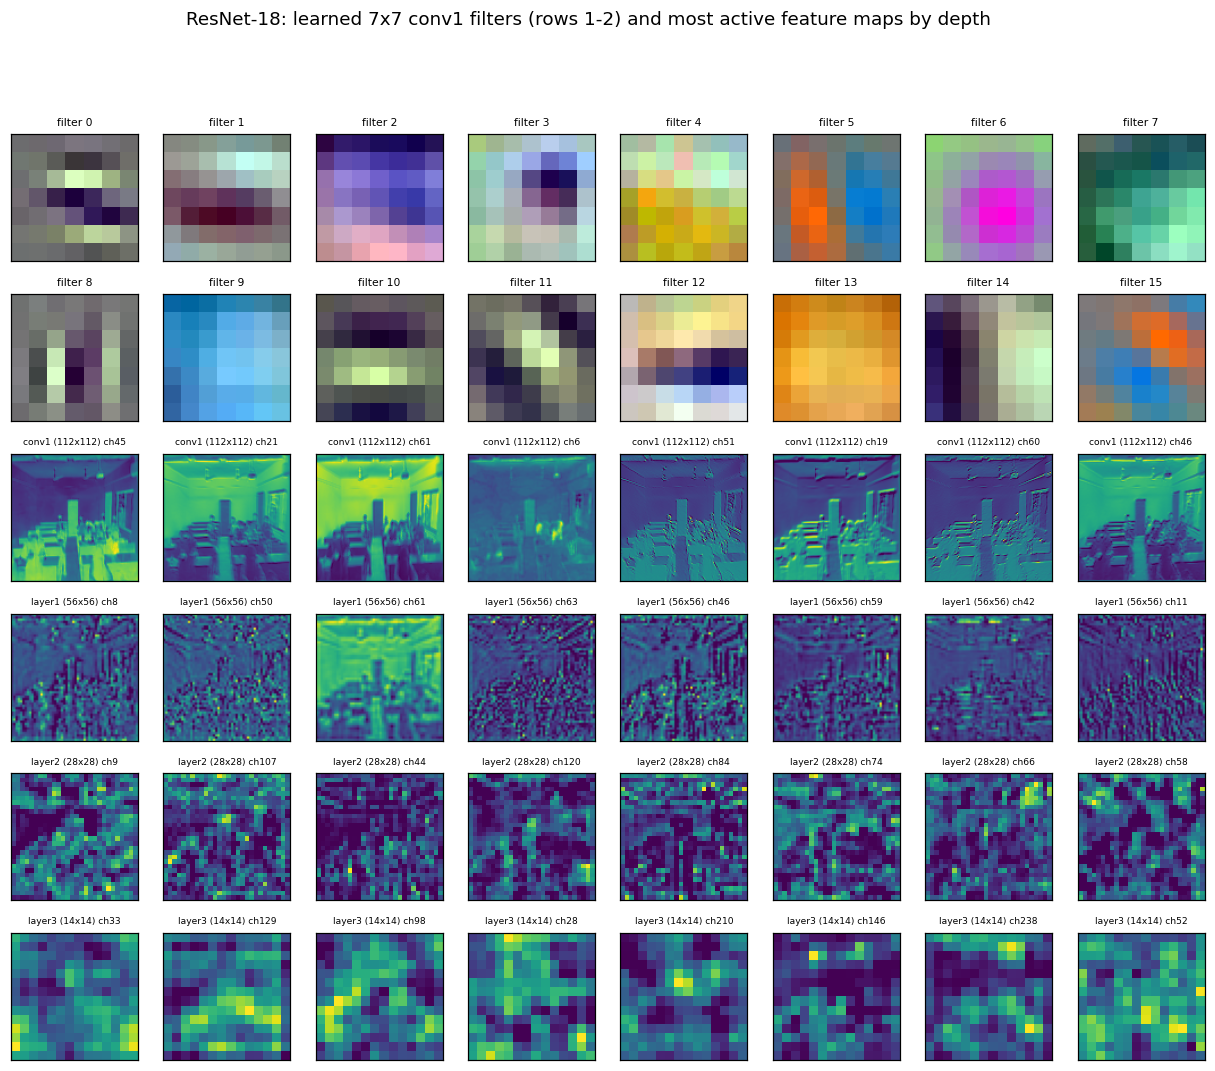 ResNet-18: learned 7x7 conv1 filters (rows 1-2) and most active feature maps by depth
filter 0 filter 1 filter 2 filter 3 filter 4 filter 5 filter 6 filter 7
filter 8 filter 9 filter 10 filter 11 filter 12 filter 13 filter 14 filter 15
conv1 (112x112) ch45 conv1 (112x112) ch21 conv1 (112x112) ch61 conv1 (112x112) ch6 conv1 (112x112) ch51 conv1 (112x112) ch19 conv1 (112x112) ch60 conv1 (112x112) ch46
layer1 (56x56) ch8 layer1 (56x56) ch50 layer1 (56x56) ch61 layer1 (56x56) ch63 layer1 (56x56) ch46 layer1 (56x56) ch59 layer1 (56x56) ch42 layer1 (56x56) ch11
layer2 (28x28) ch9 layer2 (28x28) ch107 layer2 (28x28) ch44 layer2 (28x28) ch120 layer2 (28x28) ch84 layer2 (28x28) ch74 layer2 (28x28) ch66 layer2 (28x28) ch58
layer3 (14x14) ch33 layer3 (14x14) ch129 layer3 (14x14) ch98 layer3 (14x14) ch28 layer3 (14x14) ch210 layer3 (14x14) ch146 layer3 (14x14) ch238 layer3 (14x14) ch52